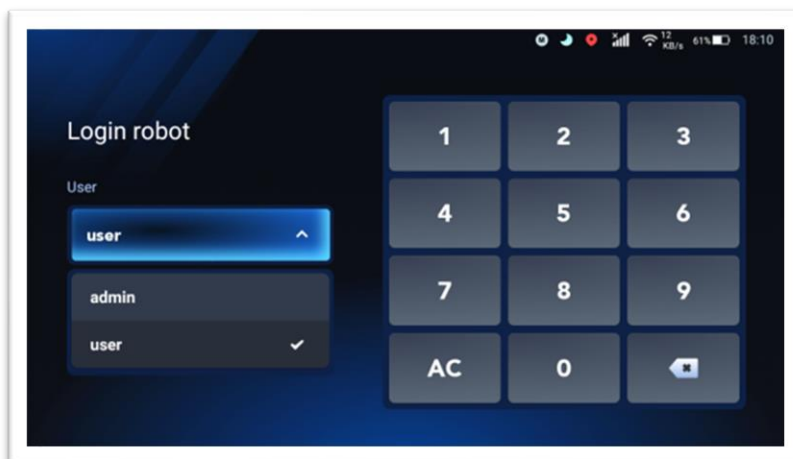 12
KB/s
61%
18:10
Login robot
User
user
admin
user
1 2 3
4 5 6
7 8 9
AC 0